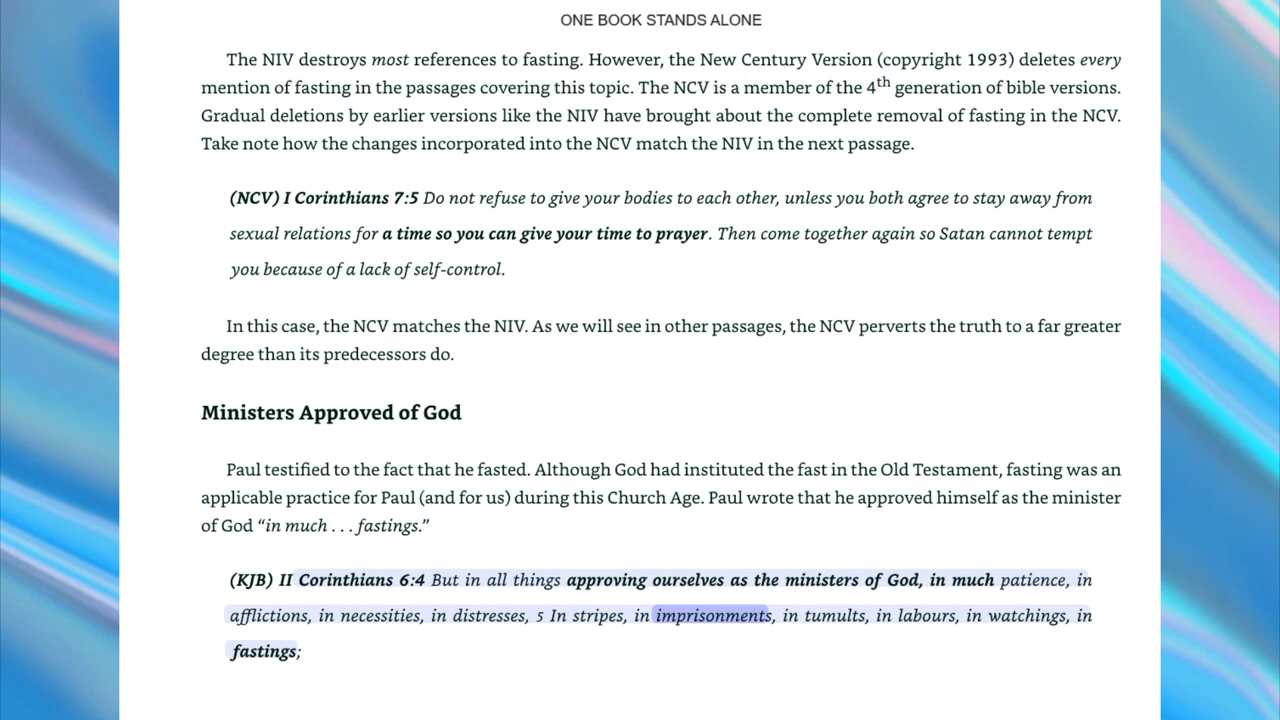 ONE BOOK STANDS ALONE
The NIV destroys most references to fasting. However, the New Century Version (copyright 1993) deletes every
mention of fasting in the passages covering this topic. The NCV is a member of the 4th generation of bible versions.
Gradual deletions by earlier versions like the NIV have brought about the complete removal of fasting in the NCV.
Take note how the changes incorporated into the NCV match the NIV in the next passage.
(NCV) I Corinthians 7:5 Do not refuse to give your bodies to each other, unless you both agree to stay away from
sexual relations for a time so you can give your time to prayer. Then come together again so Satan cannot tempt
you because of a lack of self-control.
In this case, the NCV matches the NIV. As we will see in other passages, the NCV perverts the truth to a far greater
degree than its predecessors do.
Ministers Approved of God
Paul testified to the fact that he fasted. Although God had instituted the fast in the Old Testament, fasting was an
applicable practice for Paul (and for us) during this Church Age. Paul wrote that he approved himself as the minister
of God “in much . . . fastings.”
(KJB) II Corinthians 6:4 But in all things approving ourselves as the ministers of God, in much patience, in
afflictions, in necessities, in distresses, 5 In stripes, in imprisonments, in tumults, in labours, in watchings, in
fastings;